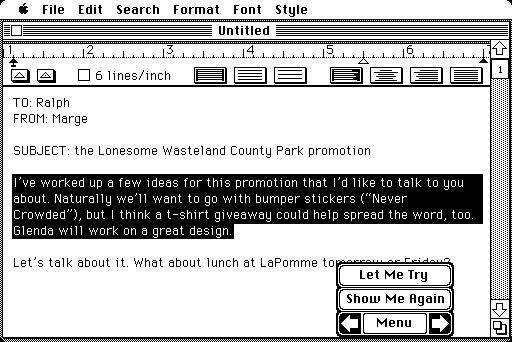 File Edit Search Format Font Style
Untitled
1 2 3 4 5 6 7
6 lines/inch
1
TO: Ralph
FROM: Marge
SUBJECT: the Lonesome Wasteland County Park promotion
I've worked up a few ideas for this promotion that I'd like to talk to you
about. Naturally we'll want to go with bumper stickers (“Never
Crowded”), but I think a t-shirt giveaway could help spread the word, too.
Glenda will work on a great design.
Let's talk about it. What about lunch at LaPomme tomorrow or Friday?
Let Me Try
Show Me Again
Menu